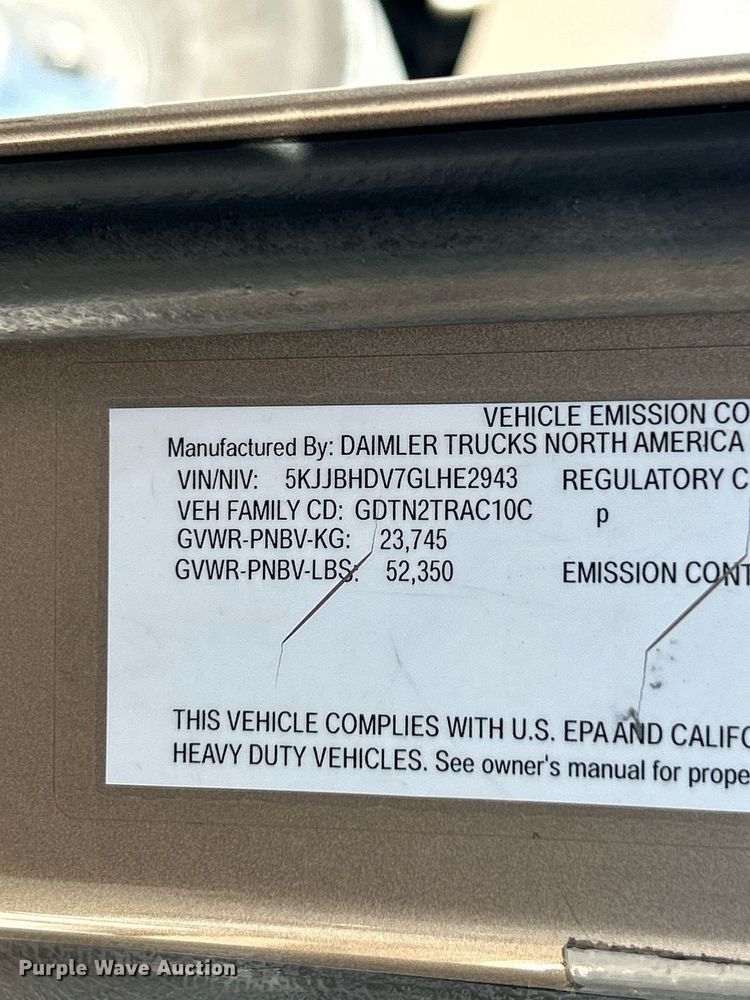 VEHICLE EMISSION CO
Manufactured By: DAIMLER TRUCKS NORTH AMERICA
VIN/NIV: 5KJJBHDV7GLHE2943 REGULATORY C
VEH FAMILY CD: GDTN2TRAC10C p
GVWR-PNBV-KG: 23,745
GVWR-PNBV-LBS: 52,350 EMISSION CONT
THIS VEHICLE COMPLIES WITH U.S. EPA AND CALIFO
HEAVY DUTY VEHICLES. See owner's manual for prope
Purple Wave Auction